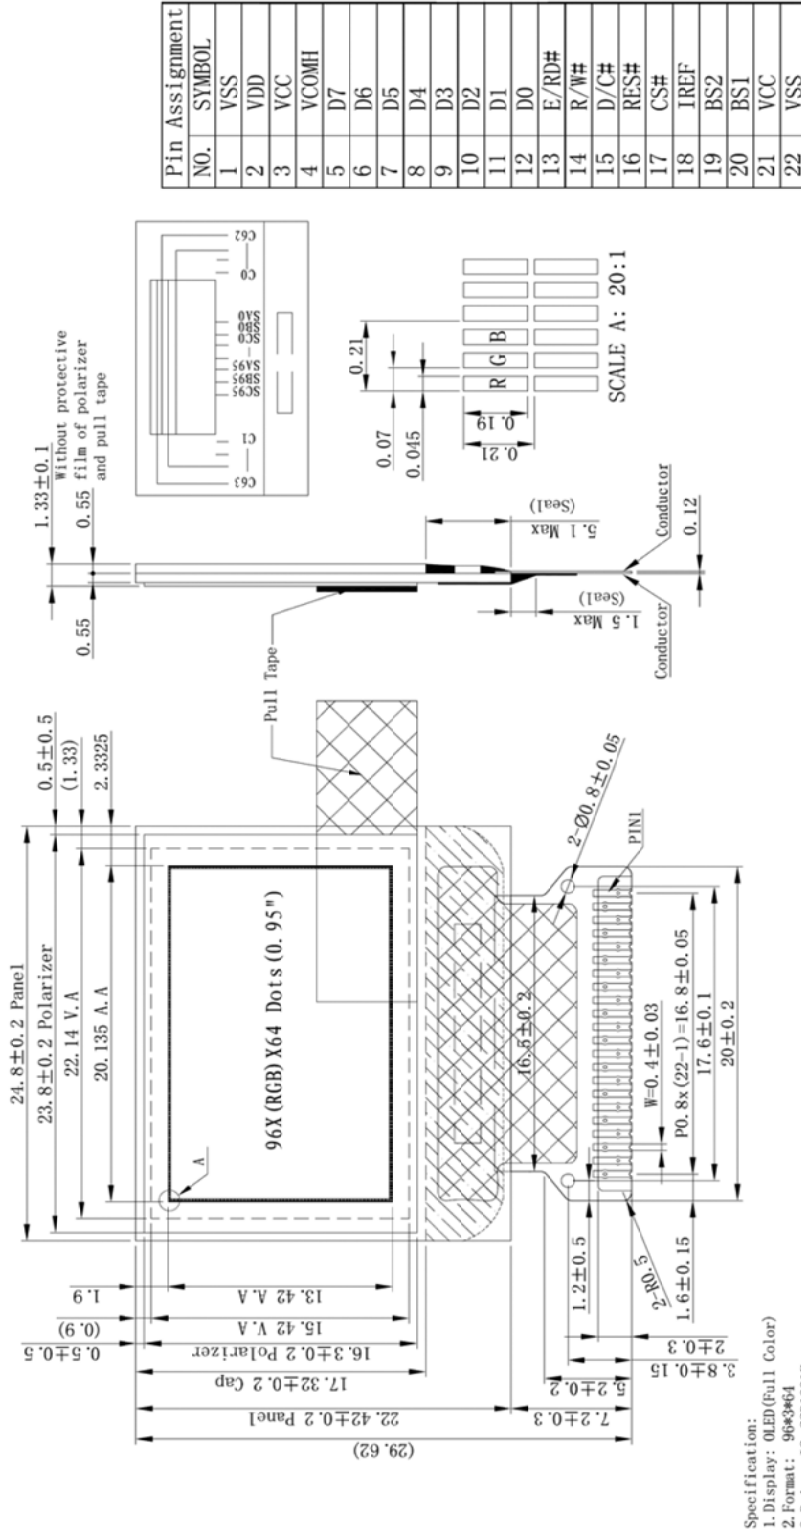 24.8±0.2 Panel
23.8±0.2 Polarizer
22.14 V.A
20.135 A.A
0.5±0.5
(1.33)
2.3325
A
96X(RGB)X64 Dots(0.95")
1.9
13.42 A.A
(0.9)
15.42 V.A
0.5±0.5
16.3±0.2 Polarizer
17.32±0.2 Cap
22.42±0.2 Panel
(29.62)
7.2±0.3
5.2±0.2
3.8±0.15
2±0.3
Pull Tape
16.5±0.2
2-Ø0.8±0.05
PIN1
1.2±0.5
2-R0.5
W=0.4±0.03
P0.8x(22-1)=16.8±0.05
17.6±0.1
1.6±0.15
20±0.2
1.33±0.1
Without protective
film of polarizer
and pull tape
0.55
0.55
5.1 Max
(Seal)
1.5 Max
(Seal)
Conductor
Conductor
0.12
C63
C1
SC95
SB95
SA95
SC0
SB0
SA0
C0
C62
0.21
0.07
0.045
0.19
0.21
R G B
SCALE A: 20:1
Pin Assignment
NO. SYMBOL
1 VSS
2 VDD
3 VCC
4 VCOMH
5 D7
6 D6
7 D5
8 D4
9 D3
10 D2
11 D1
12 D0
13 E/RD#
14 R/W#
15 D/C#
16 RES#
17 CS#
18 IREF
19 BS2
20 BS1
21 VCC
22 VSS
Specification:
1. Display: OLED(Full Color)
2. Format: 96*3*64